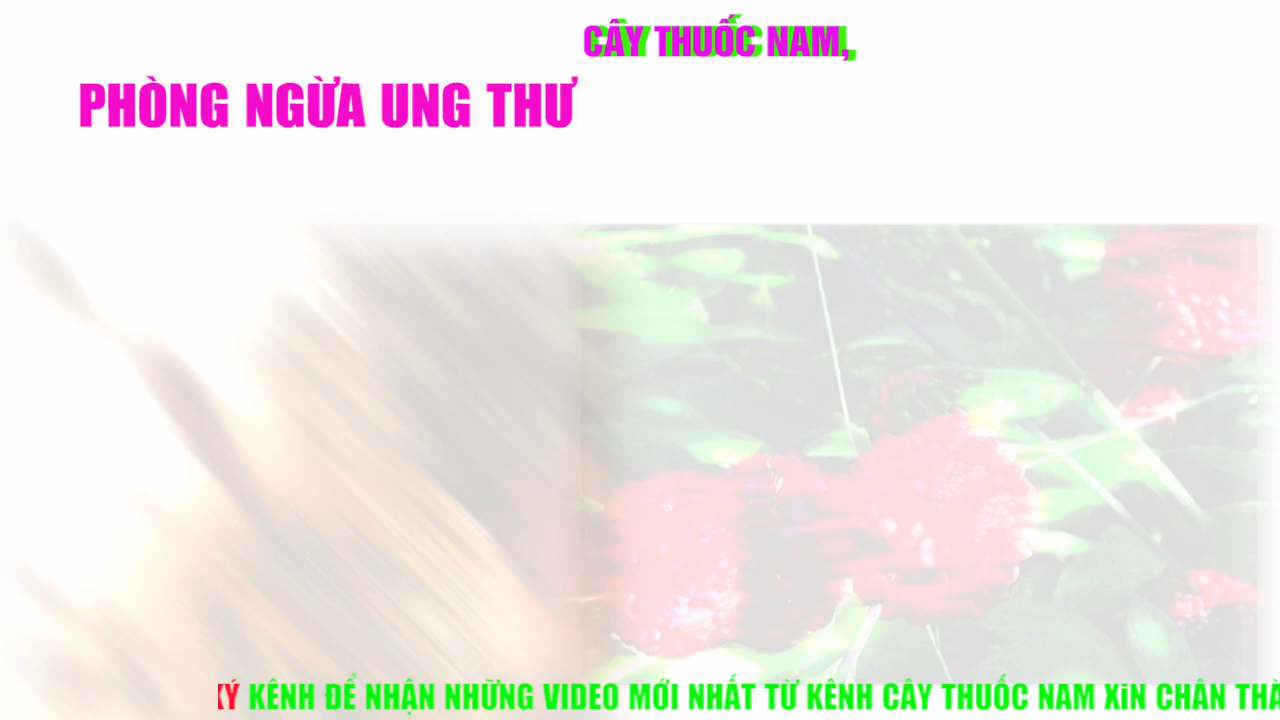 CÂY THUỐC NAM,
PHÒNG NGỪA UNG THƯ
KÊNH ĐỂ NHẬN NHỮNG VIDEO MỚI NHẤT TỪ KÊNH CÂY THUỐC NAM XiN CHÂN